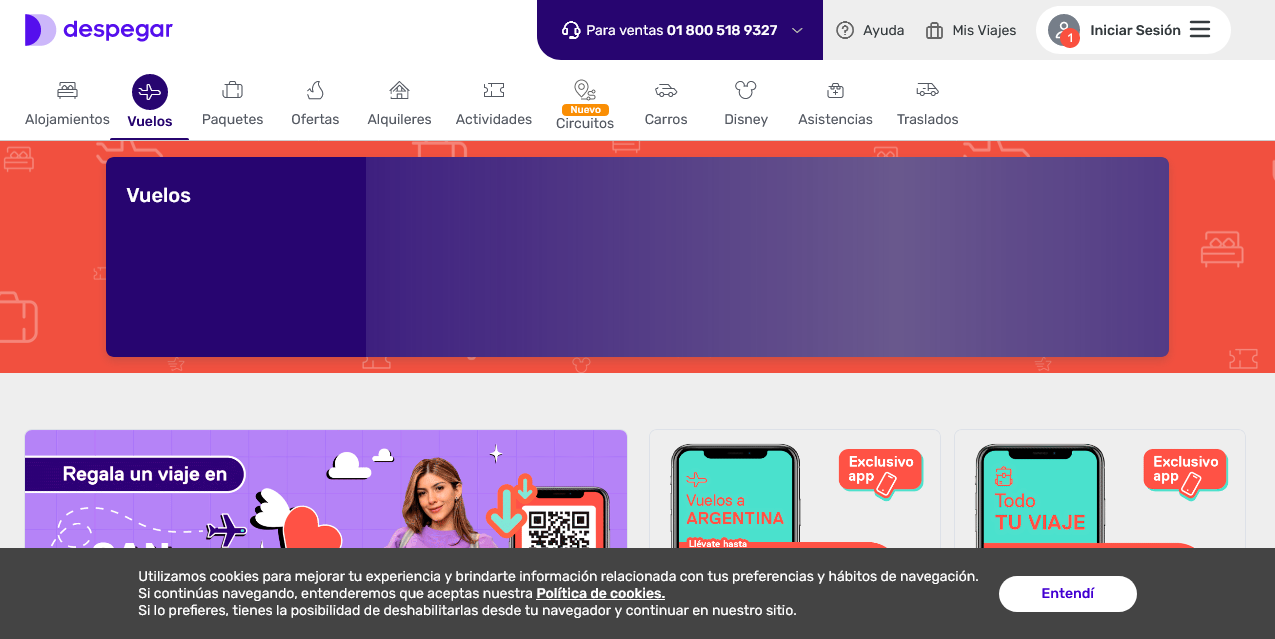 despegar
Para ventas 01 800 518 9327
Ayuda
Mis Viajes
1
Iniciar Sesión
Alojamientos
Vuelos
Paquetes
Ofertas
Alquileres
Actividades
Nuevo
Circuitos
Carros
Disney
Asistencias
Traslados
Vuelos
Regala un viaje en
SAN
Vuelos a
ARGENTINA
Llévate hasta
Exclusivo
app
Todo
TU VIAJE
Exclusivo
app
Utilizamos cookies para mejorar tu experiencia y brindarte información relacionada con tus preferencias y hábitos de navegación.
Si continúas navegando, entenderemos que aceptas nuestra Política de cookies.
Si lo prefieres, tienes la posibilidad de deshabilitarlas desde tu navegador y continuar en nuestro sitio.
Entendí